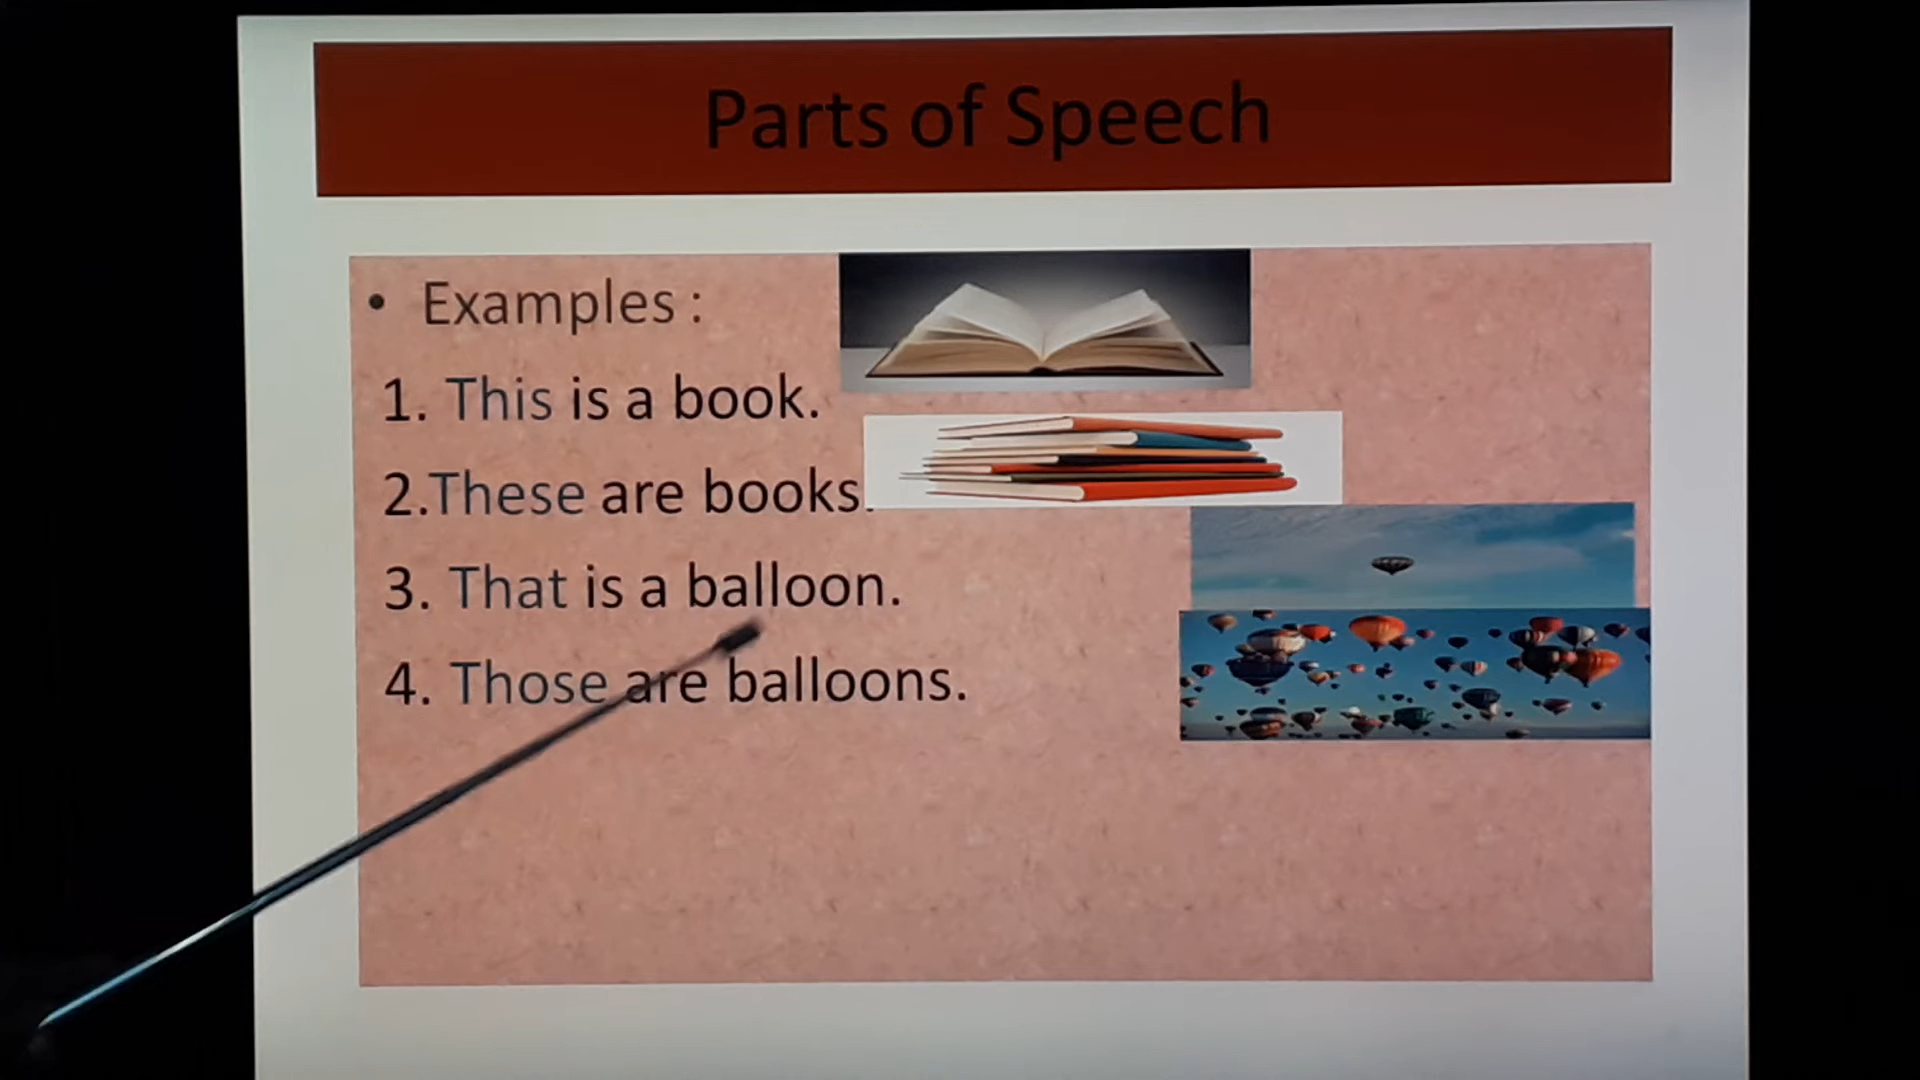 Parts of Speech
• Examples :
1. This is a book.
2.These are books.
3. That is a balloon.
4. Those are balloons.